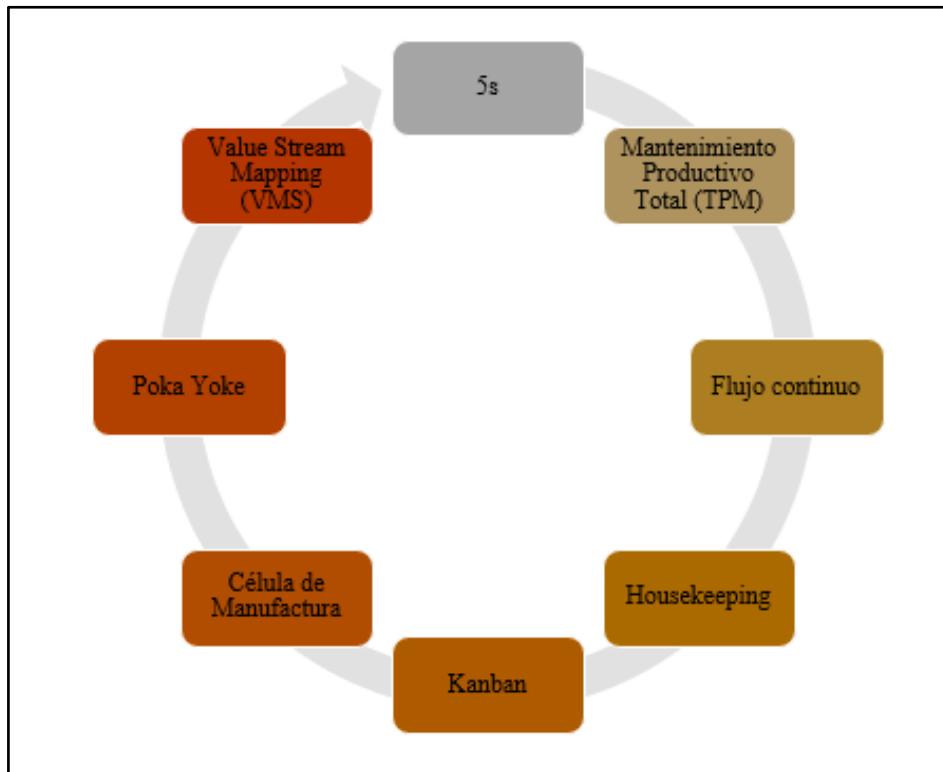 5s
Mantenimiento
Productivo
Total (TPM)
Flujo continuo
Housekeeping
Kanban
Célula de
Manufactura
Poka Yoke
Value Stream
Mapping
(VMS)